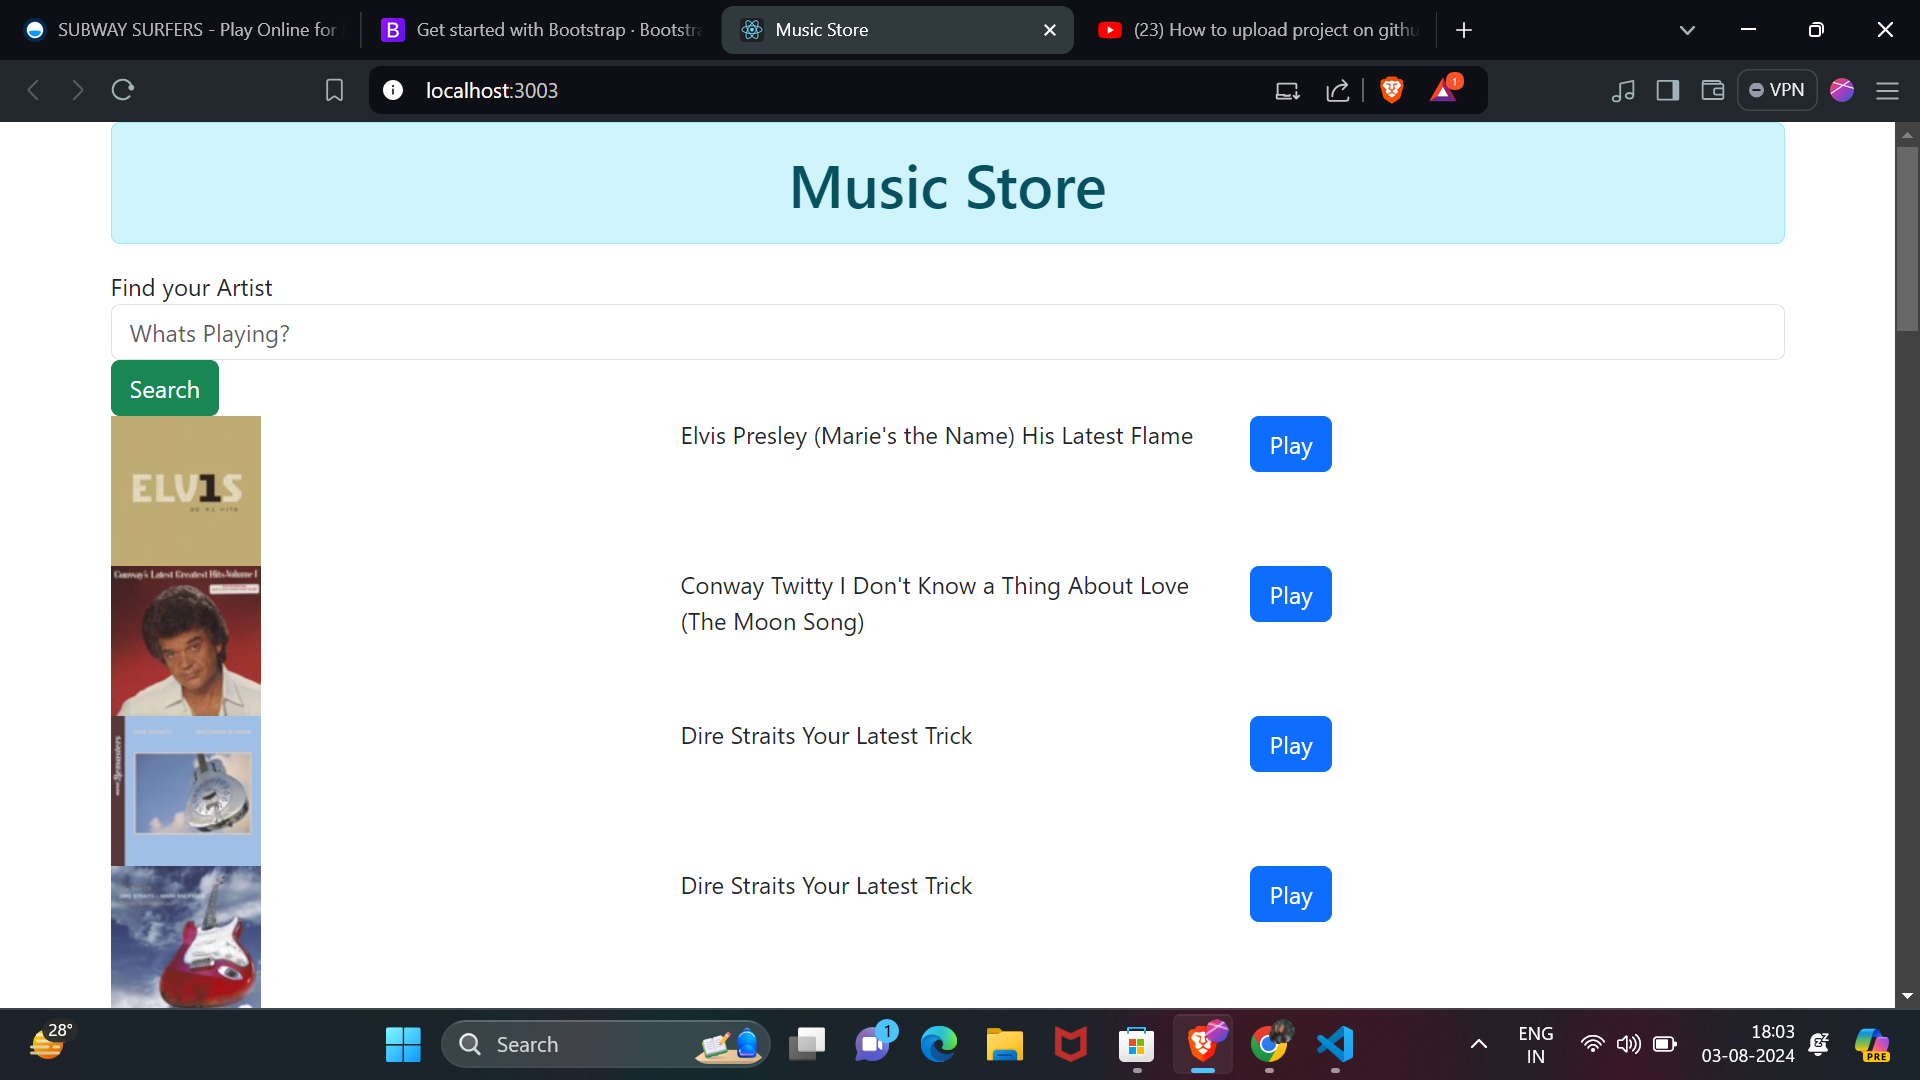 SUBWAY SURFERS - Play Online for
Get started with Bootstrap · Bootstra
Music Store
(23) How to upload project on githu
localhost:3003
1
VPN
Music Store
Find your Artist
Whats Playing?
Search
ELV1S
Elvis Presley (Marie's the Name) His Latest Flame
Play
Conway's Latest Greatest Hits-Volume I
Conway Twitty I Don't Know a Thing About Love
(The Moon Song)
Play
Dire Straits Your Latest Trick
Play
Dire Straits Your Latest Trick
Play
28°
Search
1
ENG
IN
18:03
03-08-2024
PRE